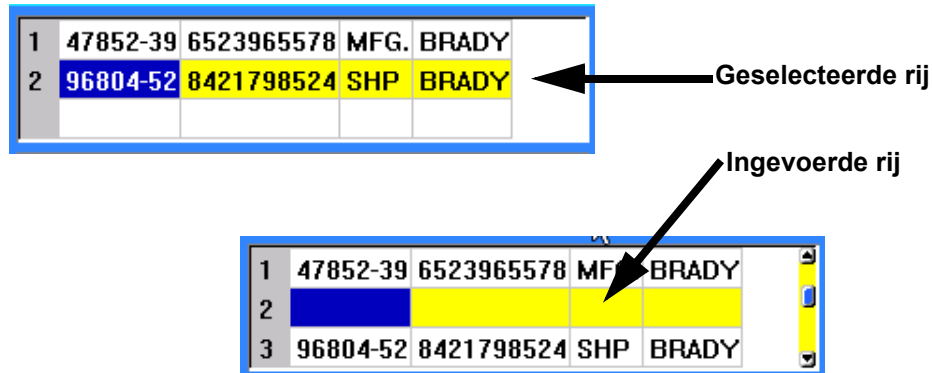 1 47852-39 6523965578 MFG. BRADY
2 96804-52 8421798524 SHP BRADY
Geselecteerde rij
Ingevoerde rij
1 47852-39 6523965578 BRADY
2
3 96804-52 8421798524 SHP BRADY